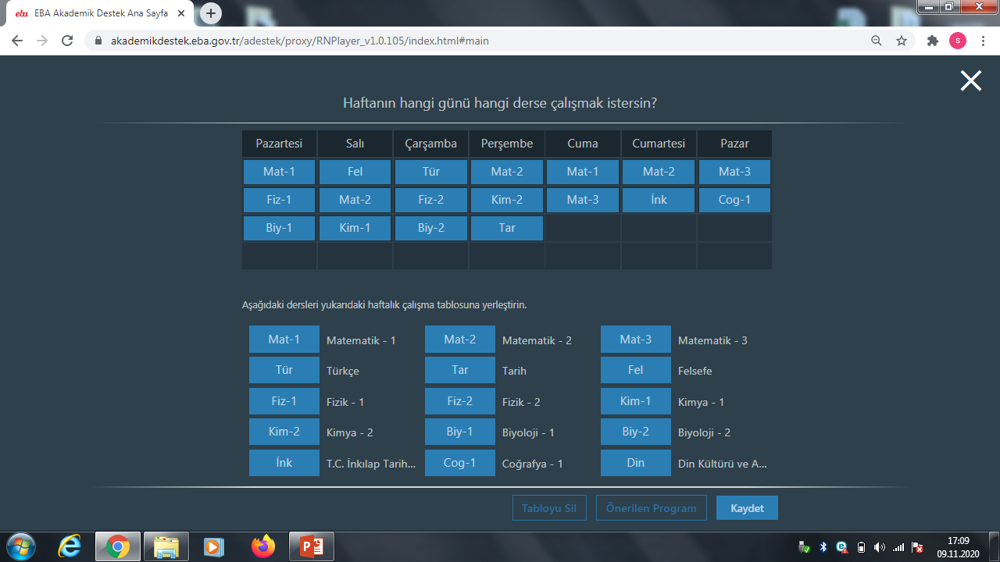 eba EBA Akademik Destek Ana Sayfa
akademikdestek.eba.gov.tr/adestek/proxy/RNPlayer_v1.0.105/index.html#main
s
Haftanın hangi günü hangi derse çalışmak istersin?
Pazartesi Salı Çarşamba Perşembe Cuma Cumartesi Pazar
Mat-1 Fel Tür Mat-2 Mat-1 Mat-2 Mat-3
Fiz-1 Mat-2 Fiz-2 Kim-2 Mat-3 İnk Cog-1
Biy-1 Kim-1 Biy-2 Tar
Aşağıdaki dersleri yukarıdaki haftalık çalışma tablosuna yerleştirin.
Mat-1 Matematik - 1 Mat-2 Matematik - 2 Mat-3 Matematik - 3
Tür Türkçe Tar Tarih Fel Felsefe
Fiz-1 Fizik - 1 Fiz-2 Fizik - 2 Kim-1 Kimya - 1
Kim-2 Kimya - 2 Biy-1 Biyoloji - 1 Biy-2 Biyoloji - 2
İnk T.C. İnkılap Tarih... Cog-1 Coğrafya - 1 Din Din Kültürü ve A...
Tabloyu Sil Önerilen Program Kaydet
17:09
09.11.2020